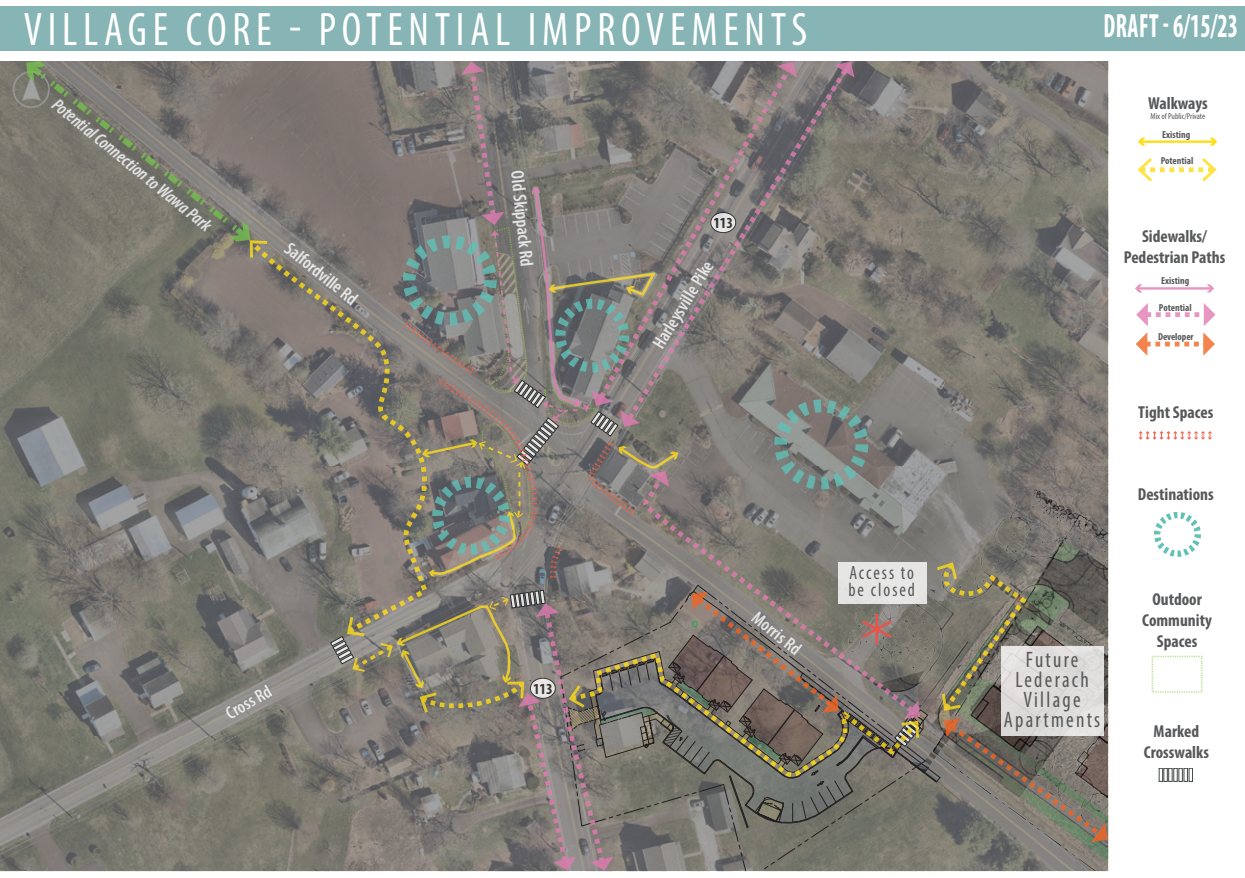 VILLAGE CORE - POTENTIAL IMPROVEMENTS
DRAFT - 6/15/23
Potential Connection to Wawa Park
Salfordville Rd
Old Skippack Rd
113
Harleysville Pike
Access to
be closed
Morris Rd
Future
Lederach
Village
Apartments
113
Cross Rd
Walkways
Mix of Public/Private
Existing
Potential
Sidewalks/
Pedestrian Paths
Existing
Potential
Developer
Tight Spaces
Destinations
Outdoor
Community
Spaces
Marked
Crosswalks